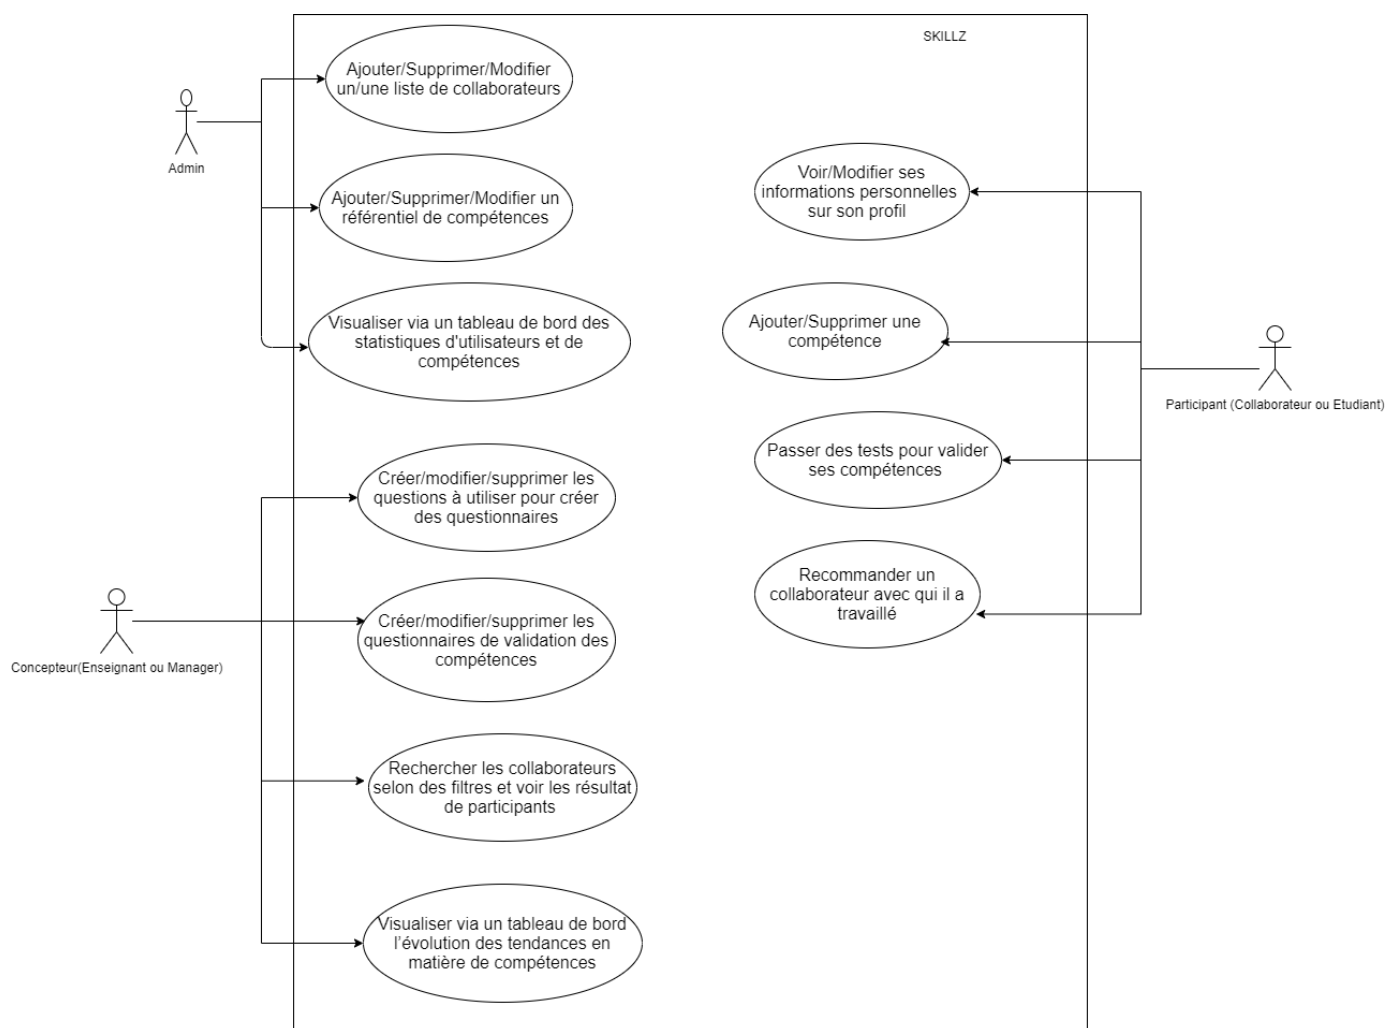 SKILLZ
Ajouter/Supprimer/Modifier
un/une liste de collaborateurs
Admin
Ajouter/Supprimer/Modifier un
référentiel de compétences
Visualiser via un tableau de bord des
statistiques d'utilisateurs et de
compétences
Créer/modifier/supprimer les
questions à utiliser pour créer
des questionnaires
Créer/modifier/supprimer les
questionnaires de validation des
compétences
Concepteur(Enseignant ou Manager)
Rechercher les collaborateurs
selon des filtres et voir les résultat
de participants
Visualiser via un tableau de bord
l'évolution des tendances en
matière de compétences
Voir/Modifier ses
informations personnelles
sur son profil
Ajouter/Supprimer une
compétence
Participant (Collaborateur ou Etudiant)
Passer des tests pour valider
ses compétences
Recommander un
collaborateur avec qui il a
travaillé